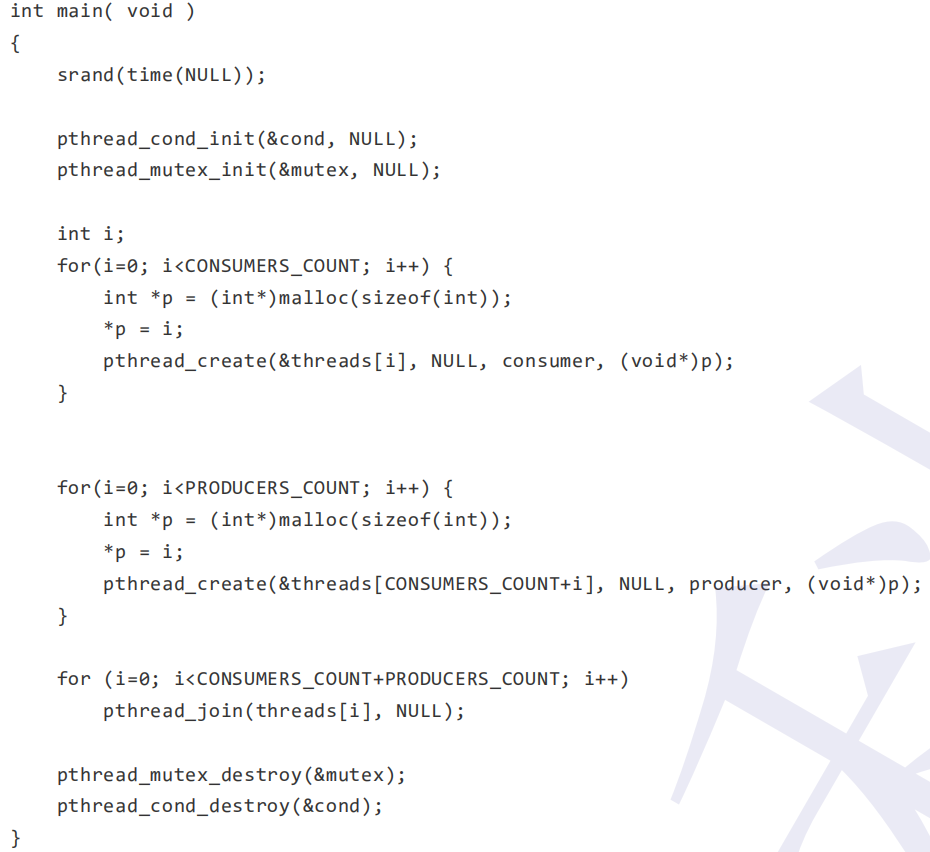 int main( void )
{
    srand(time(NULL));

    pthread_cond_init(&cond, NULL);
    pthread_mutex_init(&mutex, NULL);

    int i;
    for(i=0; i<CONSUMERS_COUNT; i++) {
        int *p = (int*)malloc(sizeof(int));
        *p = i;
        pthread_create(&threads[i], NULL, consumer, (void*)p);
    }


    for(i=0; i<PRODUCERS_COUNT; i++) {
        int *p = (int*)malloc(sizeof(int));
        *p = i;
        pthread_create(&threads[CONSUMERS_COUNT+i], NULL, producer, (void*)p);
    }

    for (i=0; i<CONSUMERS_COUNT+PRODUCERS_COUNT; i++)
        pthread_join(threads[i], NULL);

    pthread_mutex_destroy(&mutex);
    pthread_cond_destroy(&cond);
}